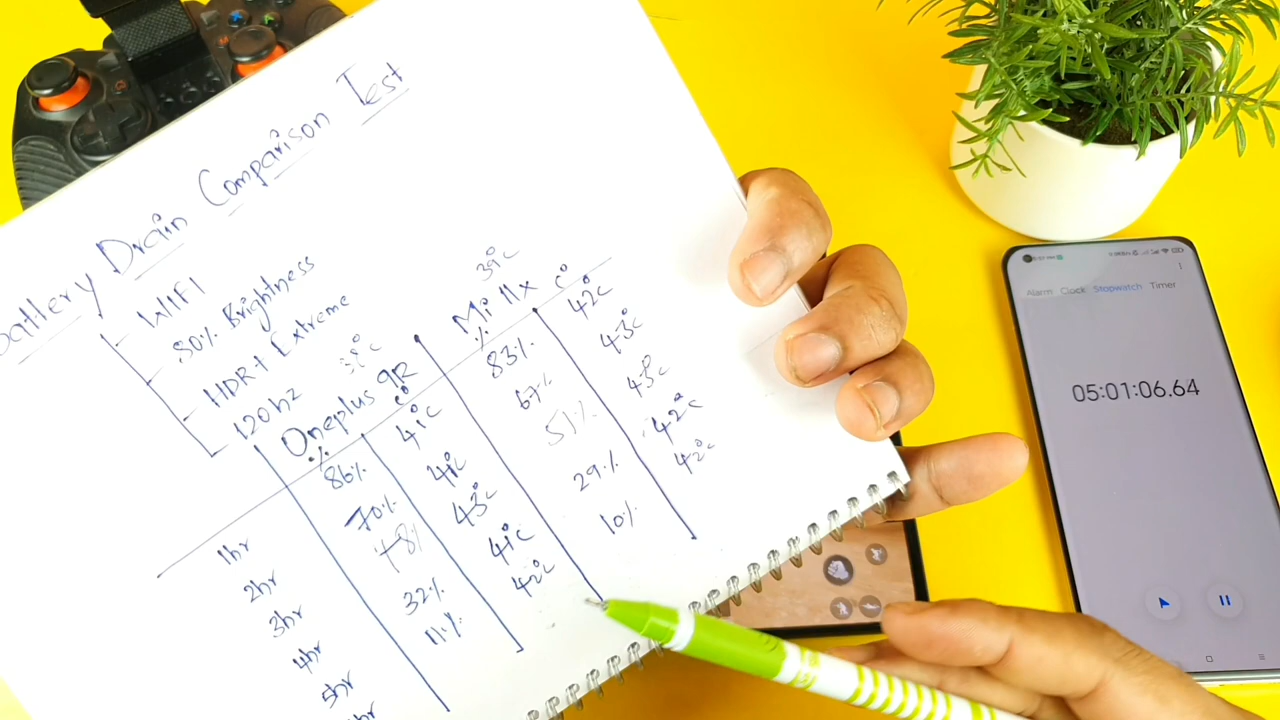 Battery Drain Comparison Test
WIFI
80% Brightness
HDR+ Extreme
120hz
38°c 39°c
Oneplus 9R Mi 11x
% c° % c°
1hr 86% 41°c 83% 42°c
2hr 70% 41°c 67% 43°c
3hr 48% 43°c 51% 43°c
4hr 32% 41°c 29% 42°c
5hr 11% 42°c 10% 42°c
hr
Alarm Clock Stopwatch Timer
05:01:06.64